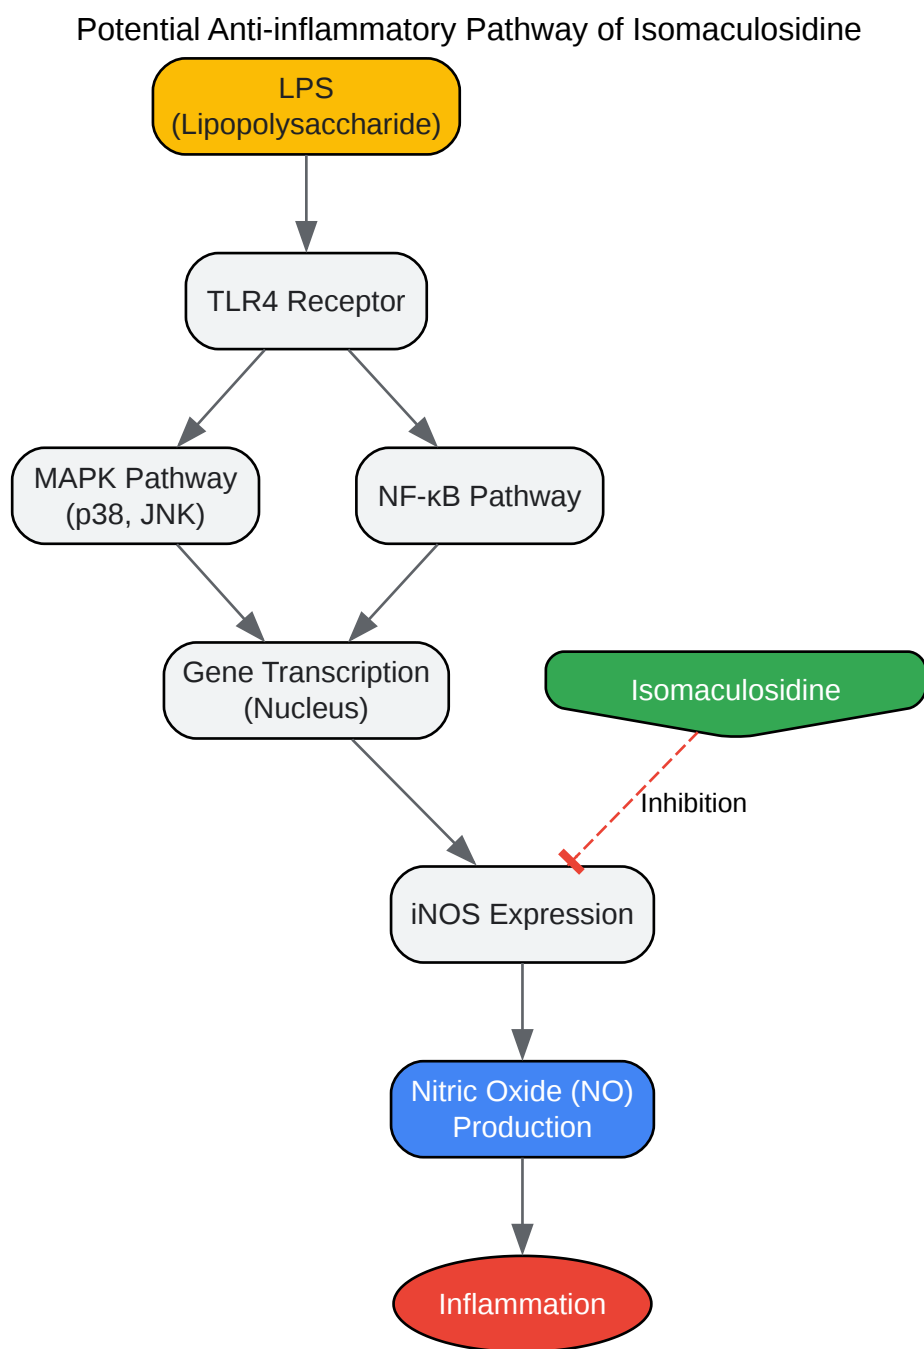 Potential Anti-inflammatory Pathway of Isomaculosidine
LPS
(Lipopolysaccharide)
TLR4 Receptor
MAPK Pathway
(p38, JNK)
NF-κB Pathway
Gene Transcription
(Nucleus)
Isomaculosidine
Inhibition
iNOS Expression
Nitric Oxide (NO)
Production
Inflammation